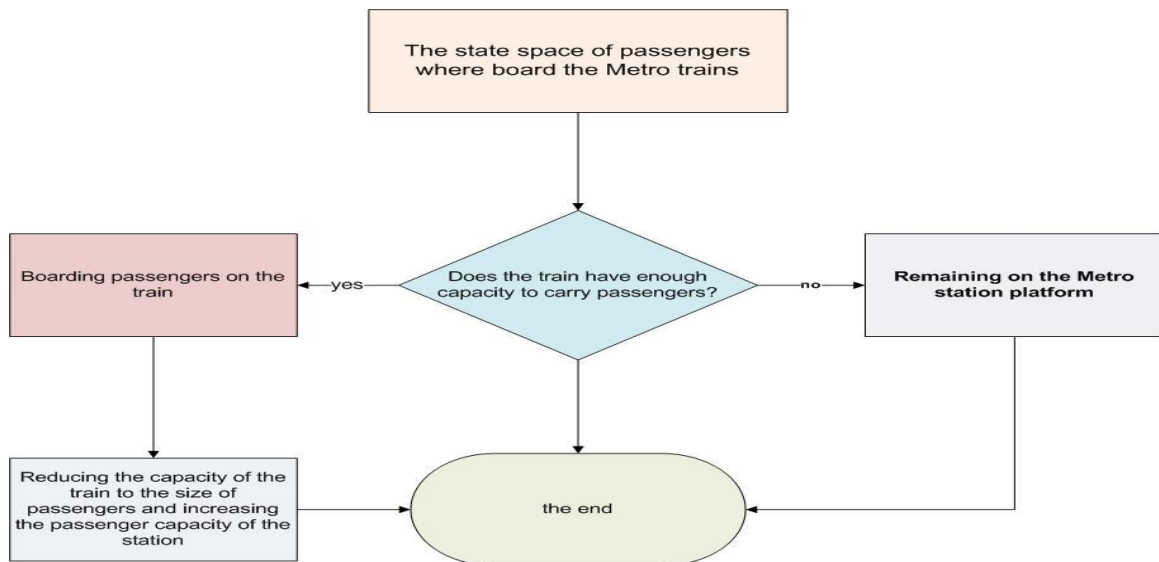 The state space of passengers
where board the Metro trains
Boarding passengers on the
train
yes
Does the train have enough
capacity to carry passengers?
no
Remaining on the Metro
station platform
Reducing the capacity of the
train to the size of
passengers and increasing
the passenger capacity of the
station
the end